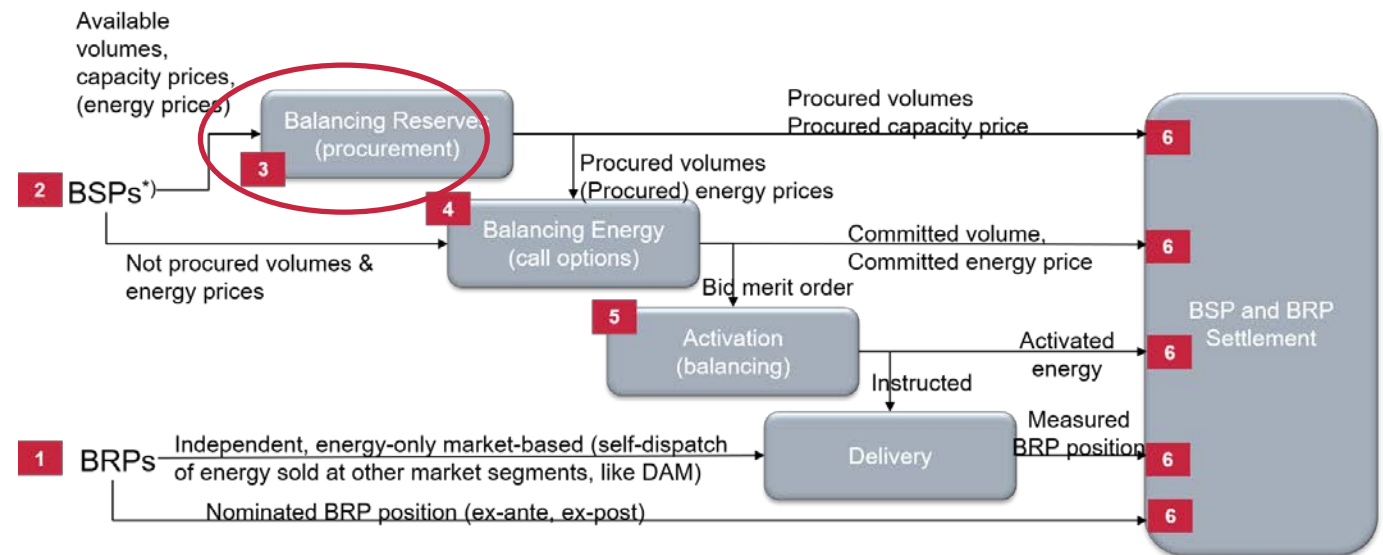 Available
volumes,
capacity prices,
(energy prices)
Balancing Reserves
(procurement)
3
Procured volumes
Procured capacity price
6
2 BSPs*)
Procured volumes
(Procured) energy prices
4
Balancing Energy
(call options)
Not procured volumes &
energy prices
Committed volume,
Committed energy price
6
Bid merit order
BSP and BRP
Settlement
5
Activation
(balancing)
Activated
energy
6
Instructed
Measured
BRP position
1 BRPs
Independent, energy-only market-based (self-dispatch
of energy sold at other market segments, like DAM)
Delivery
6
Nominated BRP position (ex-ante, ex-post)
6